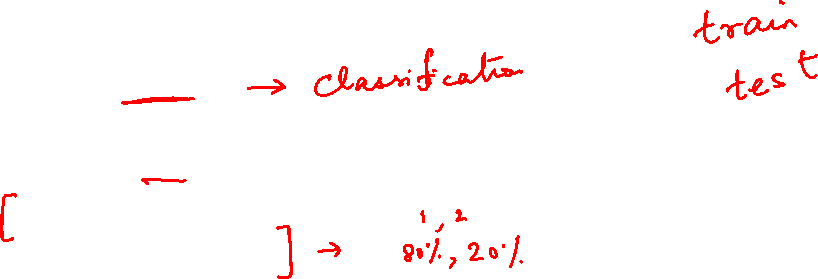 train
→ classification
test
[
1, 2
] → 80%, 20%